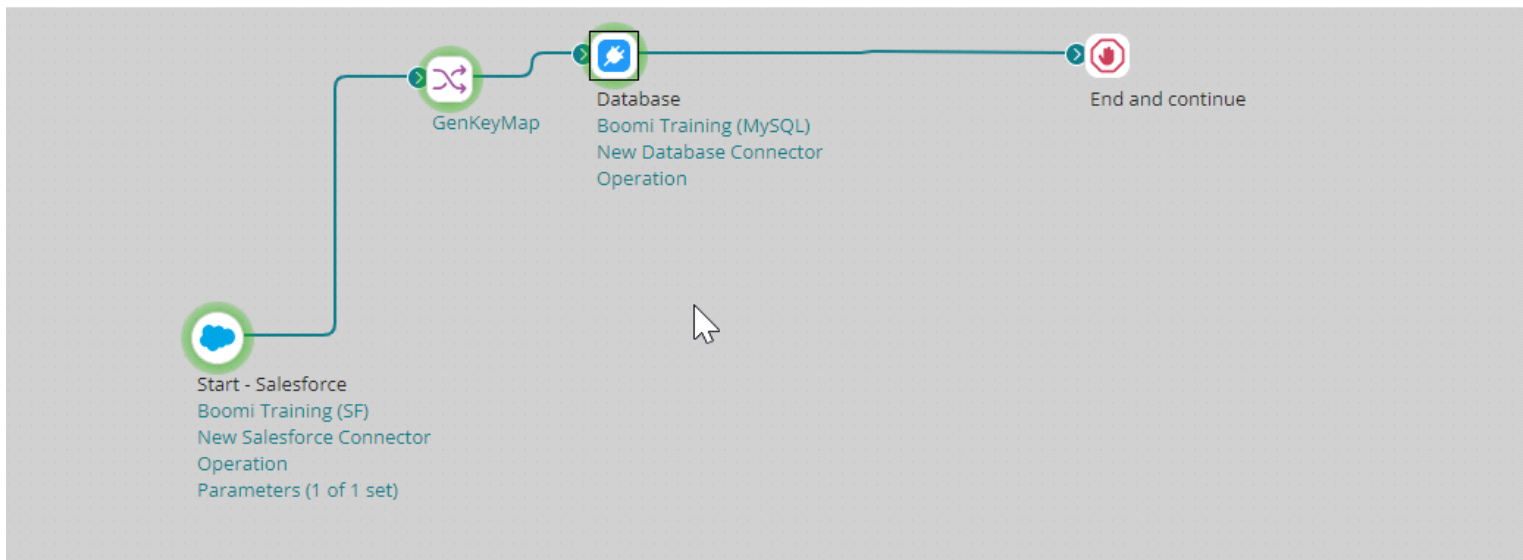 GenKeyMap
Database
Boomi Training (MySQL)
New Database Connector
Operation
End and continue
Start - Salesforce
Boomi Training (SF)
New Salesforce Connector
Operation
Parameters (1 of 1 set)